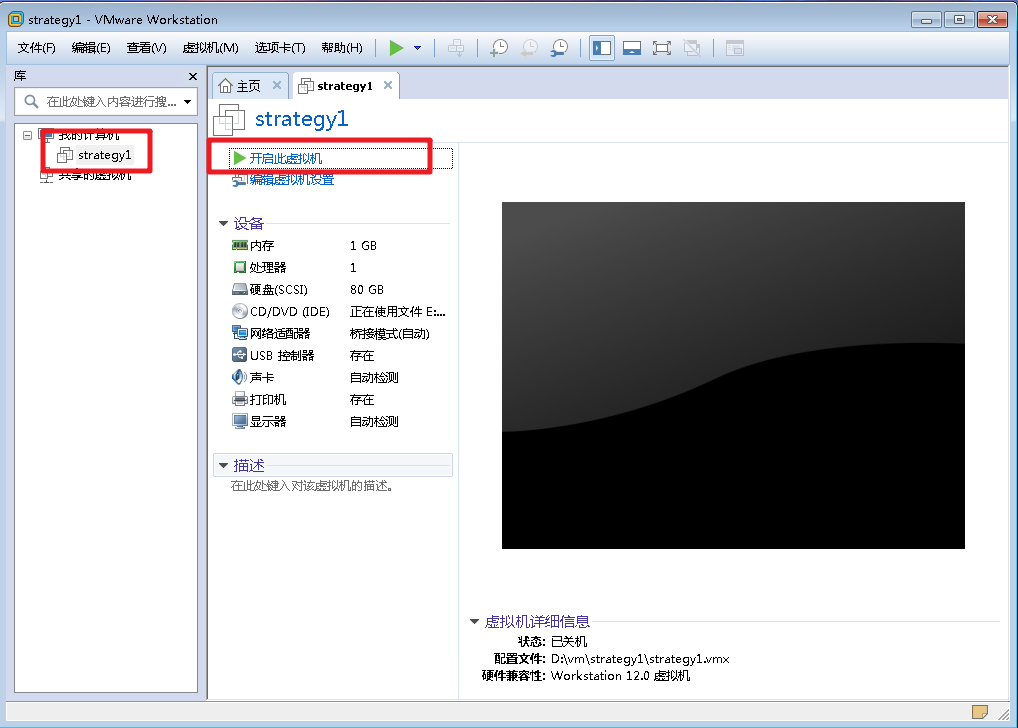 strategy1 - VMware Workstation
文件(F) 编辑(E) 查看(V) 虚拟机(M) 选项卡(T) 帮助(H)
库
在此处键入内容进行搜...
我的计算机
strategy1
共享的虚拟机
主页 strategy1
strategy1
开启此虚拟机
编辑虚拟机设置
设备
内存 1 GB
处理器 1
硬盘(SCSI) 80 GB
CD/DVD (IDE) 正在使用文件 E:...
网络适配器 桥接模式(自动)
USB 控制器 存在
声卡 自动检测
打印机 存在
显示器 自动检测
描述
在此处键入对该虚拟机的描述。
虚拟机详细信息
状态: 已关机
配置文件: D:\vm\strategy1\strategy1.vmx
硬件兼容性: Workstation 12.0 虚拟机